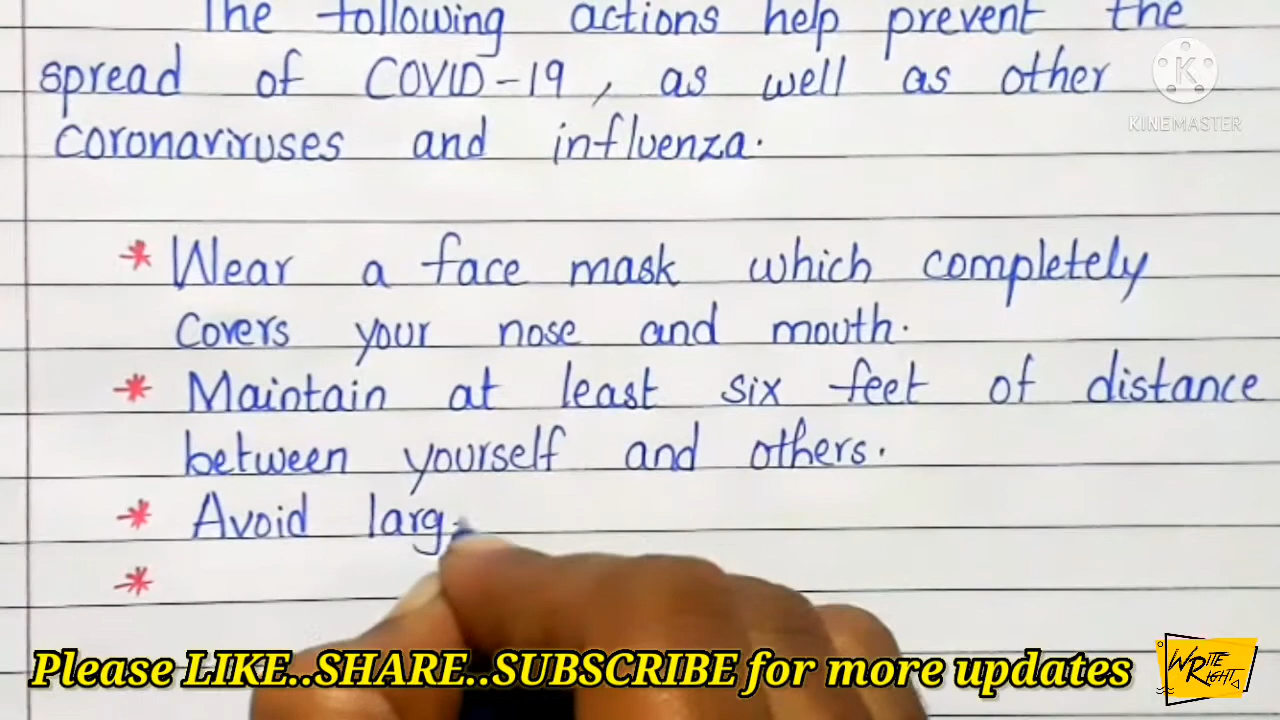 The following actions help prevent the
spread of COVID-19, as well as other
coronaviruses and influenza.
* Wear a face mask which completely
covers your nose and mouth.
* Maintain at least six feet of distance
between yourself and others.
* Avoid larg
*
Please LIKE..SHARE..SUBSCRIBE for more updates
K
KINEMASTER
WRITE
RIGHT